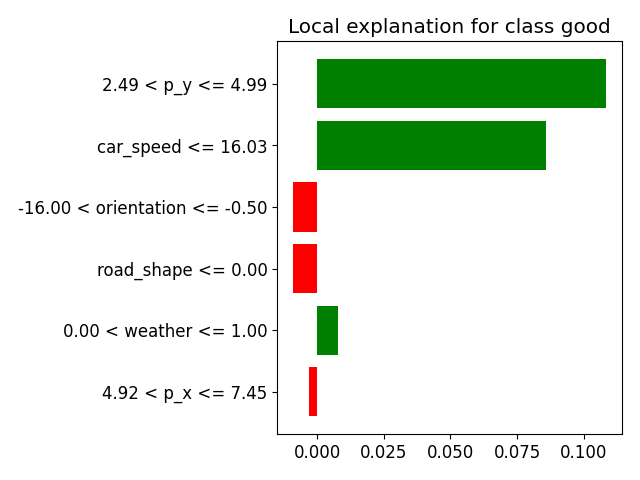 Local explanation for class good
2.49 < p_y <= 4.99
car_speed <= 16.03
-16.00 < orientation <= -0.50
road_shape <= 0.00
0.00 < weather <= 1.00
4.92 < p_x <= 7.45
0.000 0.025 0.050 0.075 0.100